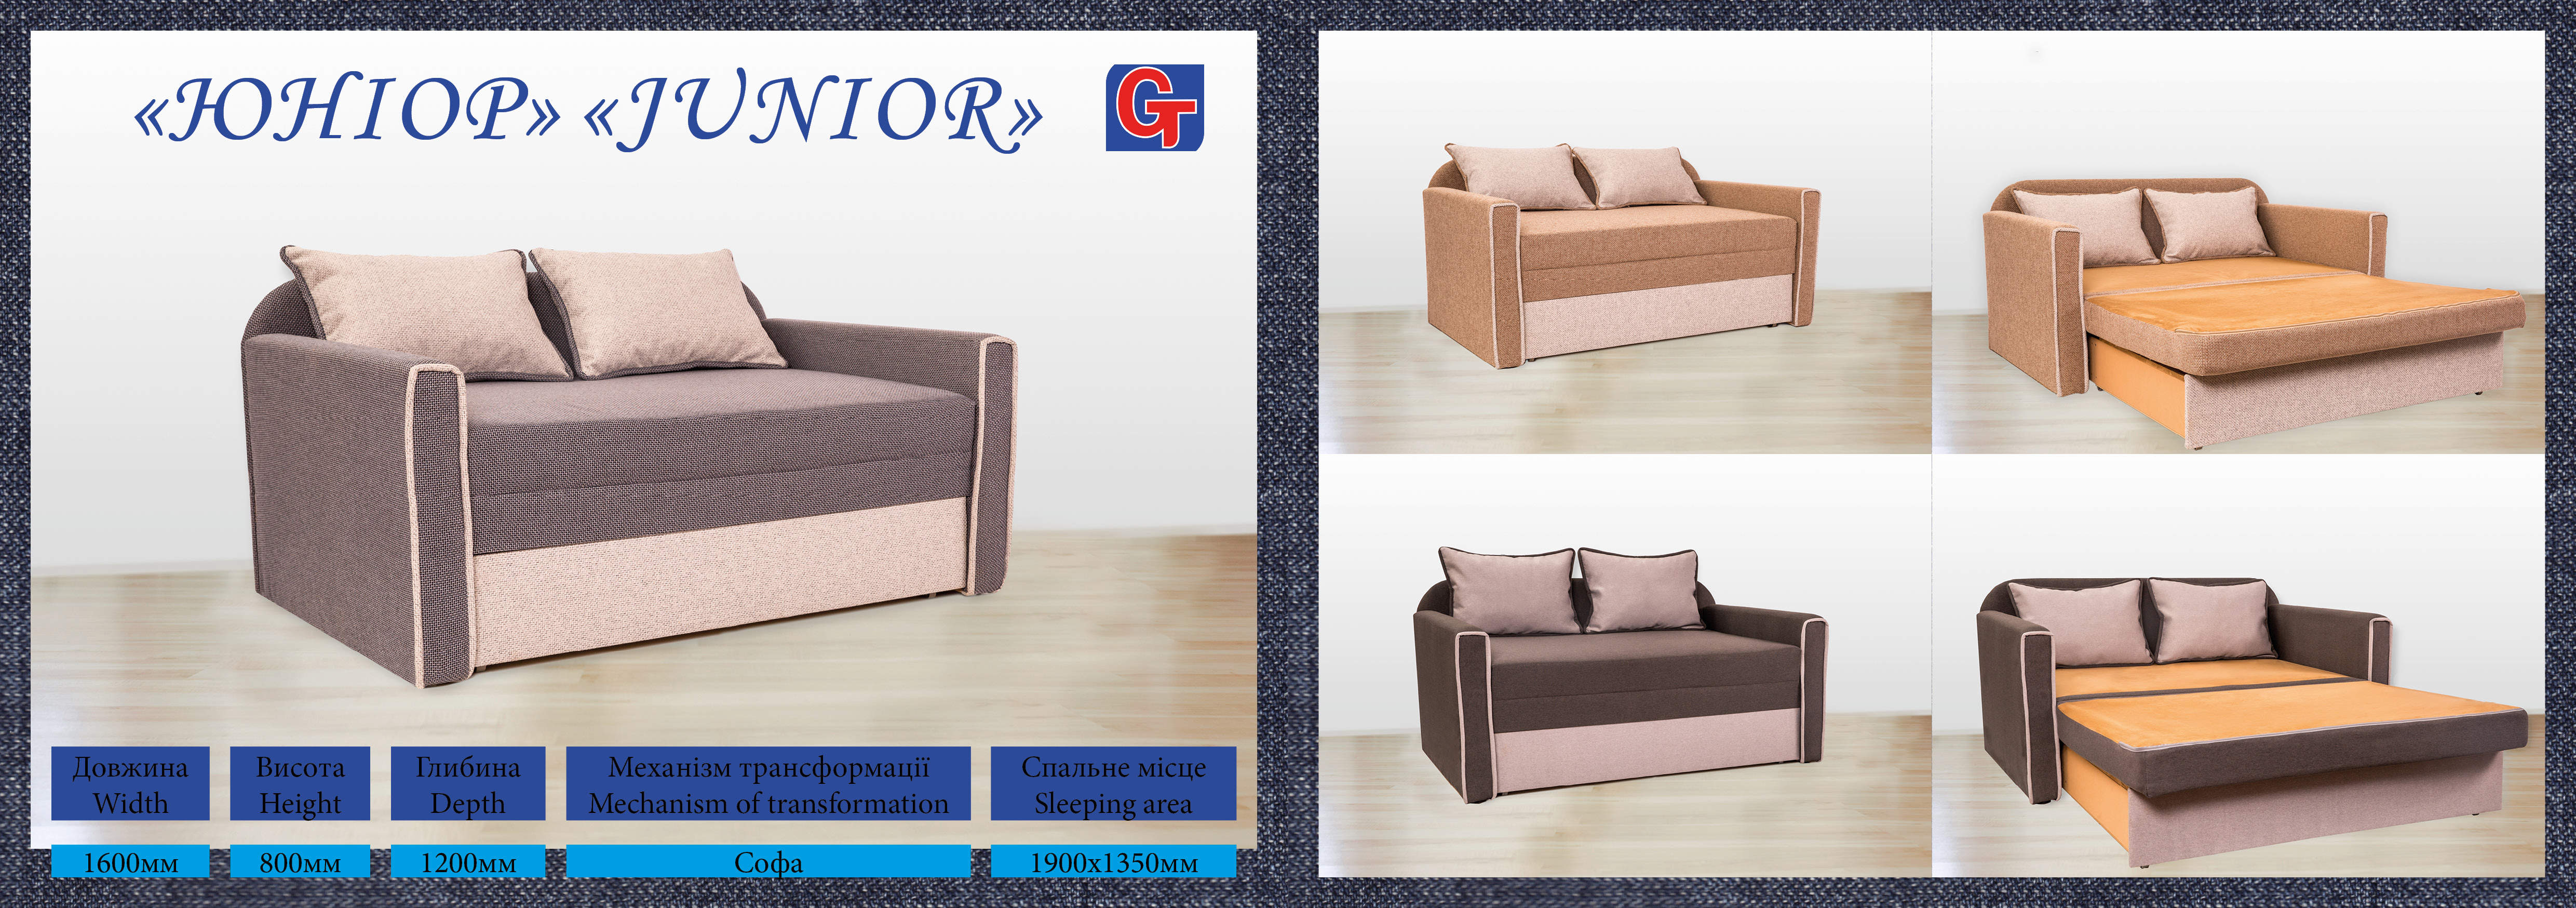 «ЮНІОР» «JUNIOR»
GT
Довжина
Width
Висота
Height
Глибина
Depth
Механізм трансформації
Mechanism of transformation
Спальне місце
Sleeping area
1600мм
800мм
1200мм
Софа
1900х1350мм